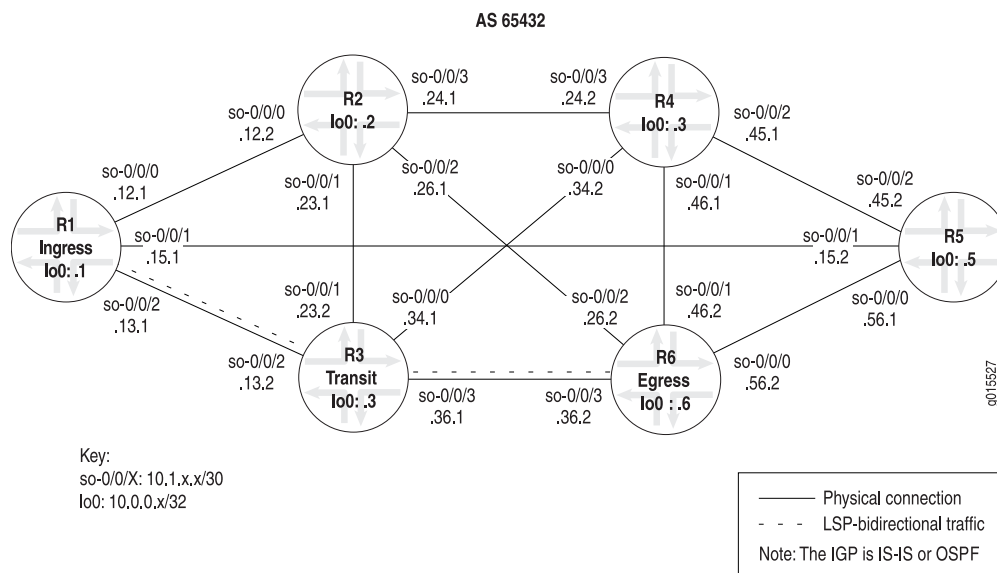 AS 65432
R2
lo0: .2
so-0/0/3
.24.1
so-0/0/3
.24.2
R4
lo0: .3
so-0/0/0
.12.2
so-0/0/2
.45.1
so-0/0/0
.12.1
so-0/0/1
.23.1
so-0/0/2
.26.1
so-0/0/0
.34.2
so-0/0/1
.46.1
so-0/0/2
.45.2
R1
Ingress
lo0: .1
so-0/0/1
.15.1
so-0/0/1
.15.2
R5
lo0: .5
so-0/0/2
.13.1
so-0/0/1
.23.2
so-0/0/0
.34.1
so-0/0/2
.26.2
so-0/0/1
.46.2
so-0/0/0
.56.1
so-0/0/2
.13.2
R3
Transit
lo0: .3
so-0/0/3
.36.1
so-0/0/3
.36.2
R6
Egress
lo0 : .6
so-0/0/0
.56.2
g015527
Key:
so-0/0/X: 10.1.x.x/30
lo0: 10.0.0.x/32
Physical connection
LSP-bidirectional traffic
Note: The IGP is IS-IS or OSPF